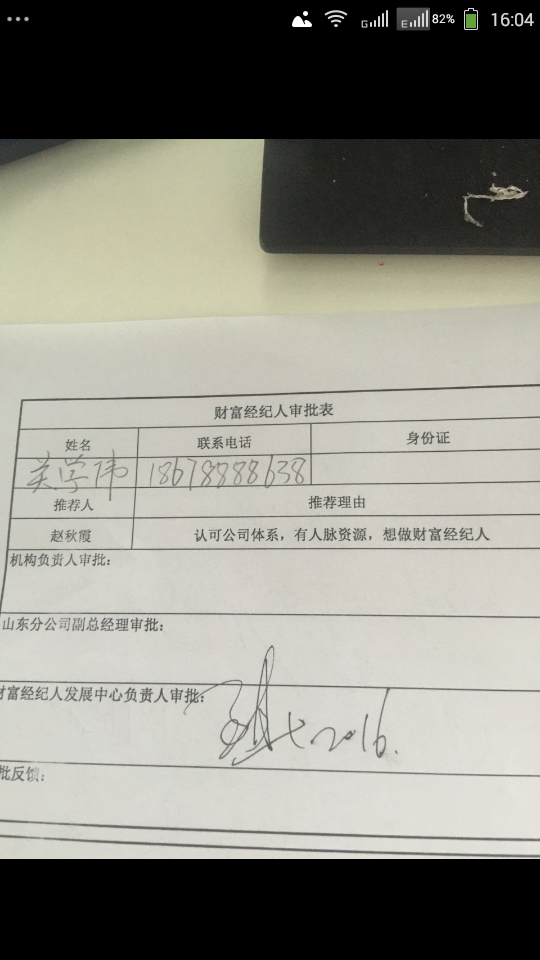 82% 16:04
财富经纪人审批表
姓名 联系电话 身份证
关学伟 18678888638
推荐人 推荐理由
赵秋霞 认可公司体系，有人脉资源，想做财富经纪人
机构负责人审批：
山东分公司副总经理审批：
财富经纪人发展中心负责人审批：
2016.
批反馈：